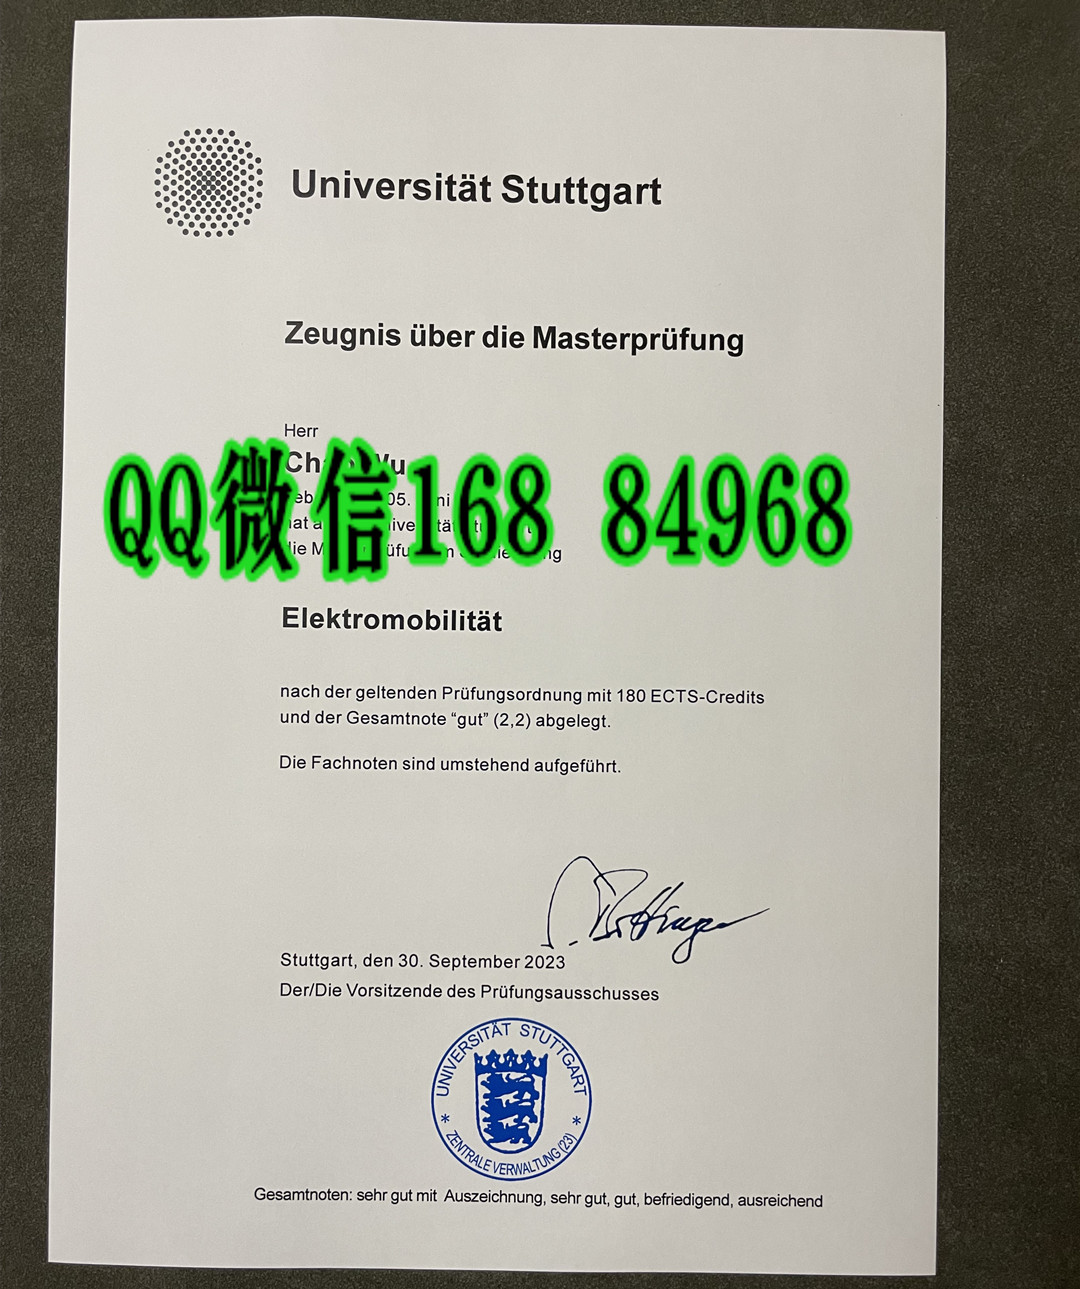 Universität Stuttgart
Zeugnis über die Masterprüfung
Herr
QQ微信168 84968
05.
Elektromobilität
nach der geltenden Prüfungsordnung mit 180 ECTS-Credits
und der Gesamtnote “gut” (2,2) abgelegt.
Die Fachnoten sind umstehend aufgeführt.
Stuttgart, den 30. September 2023
Der/Die Vorsitzende des Prüfungsausschusses
UNIVERSITÄT STUTTGART
* ZENTRALE VERWALTUNG (23) *
Gesamtnoten: sehr gut mit Auszeichnung, sehr gut, gut, befriedigend, ausreichend